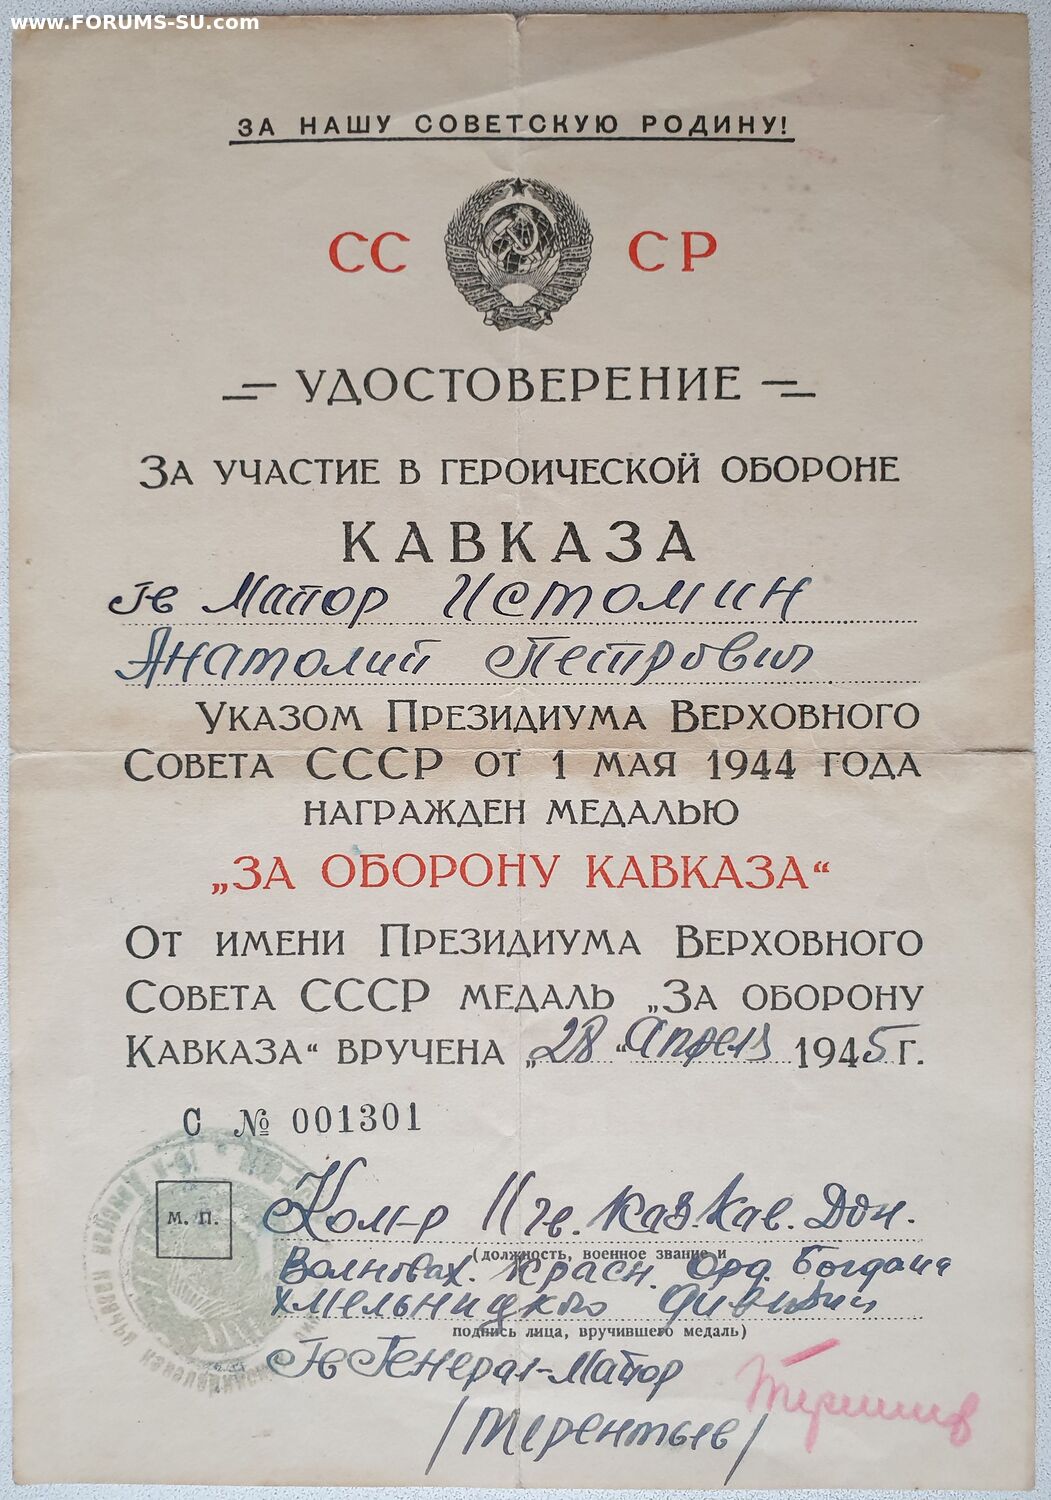 www.FORUMS-SU.com
ЗА НАШУ СОВЕТСКУЮ РОДИНУ!
СС СР
УДОСТОВЕРЕНИЕ
ЗА УЧАСТИЕ В ГЕРОИЧЕСКОЙ ОБОРОНЕ
КАВКАЗА
Гв Майор Истомин
Анатолий Петрович
УКАЗОМ ПРЕЗИДИУМА ВЕРХОВНОГО
СОВЕТА СССР ОТ 1 МАЯ 1944 ГОДА
НАГРАЖДЕН МЕДАЛЬЮ
„ЗА ОБОРОНУ КАВКАЗА“
ОТ ИМЕНИ ПРЕЗИДИУМА ВЕРХОВНОГО
СОВЕТА СССР МЕДАЛЬ „ЗА ОБОРОНУ
КАВКАЗА“ ВРУЧЕНА „28“ Апреля 1945 г.
С № 001301
М. П.
Ком-р 11 гв. Каз. Кав. Дон.
(должность, военное звание и
Волновах. Красн. Орд. Богдана
Хмельницкого дивизии
подпись лица, вручившего медаль)
Гв Генерал-Майор
/Терентьев/